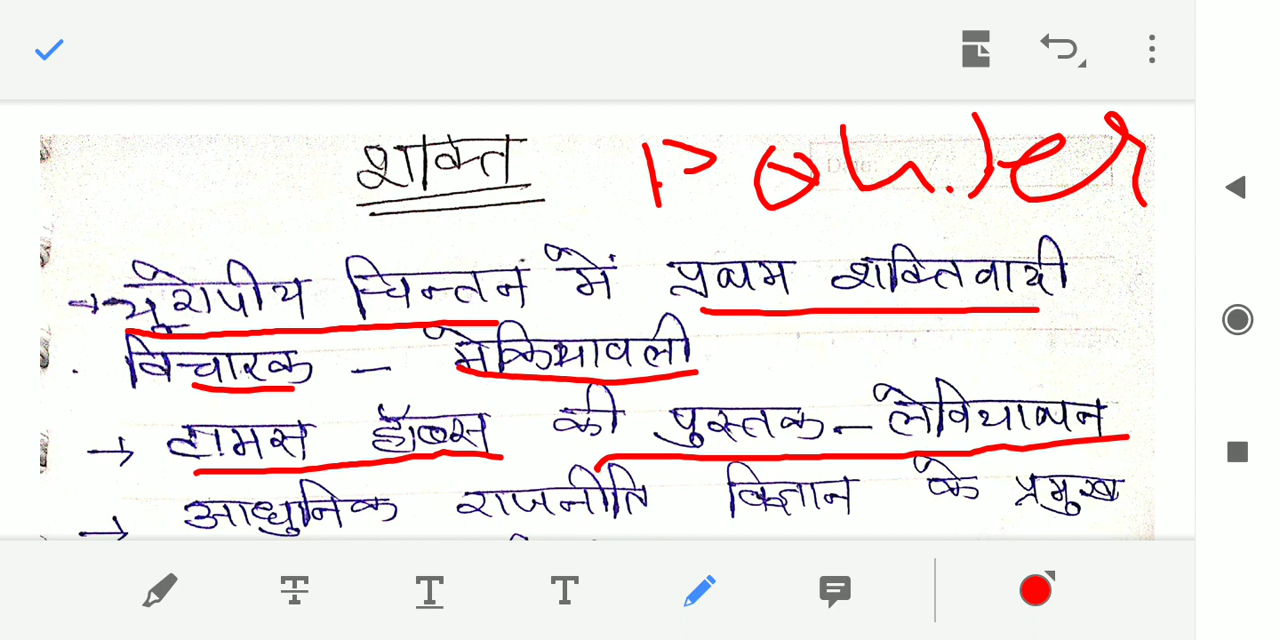 शक्ति Power
→ यूरोपीय चिन्तन में प्रथम शक्तिवादी
विचारक – मेकियावली
→ टामस हॉब्स की पुस्तक – लेवियाथन
→ आधुनिक राजनीति विज्ञान के प्रमुख